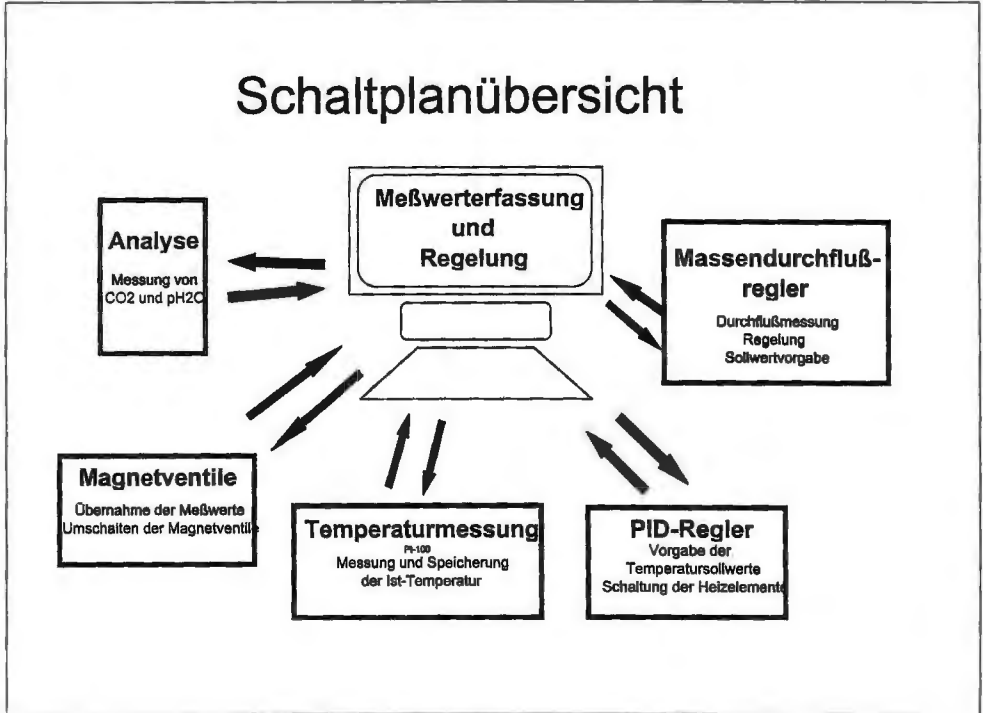 Schaltplanübersicht
Meßwerterfassung
und
Regelung
Analyse
Messung von
CO2 und pH2O
Massendurchfluß-
regler
Durchflußmessung
Regelung
Sollwertvorgabe
Magnetventile
Übernahme der Meßwerte
Umschalten der Magnetventile
Temperaturmessung
Pt-100
Messung und Speicherung
der Ist-Temperatur
PID-Regler
Vorgabe der
Temperatursollwerte
Schaltung der Heizelemente